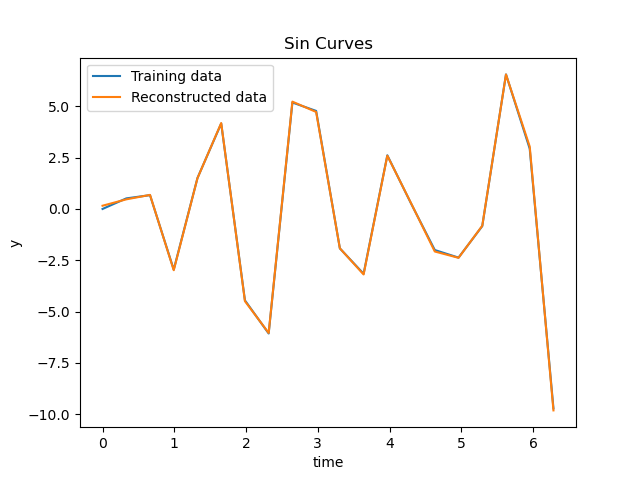 Sin Curves
Training data
Reconstructed data
5.0
2.5
0.0
−2.5
−5.0
−7.5
−10.0
y
0 1 2 3 4 5 6
time